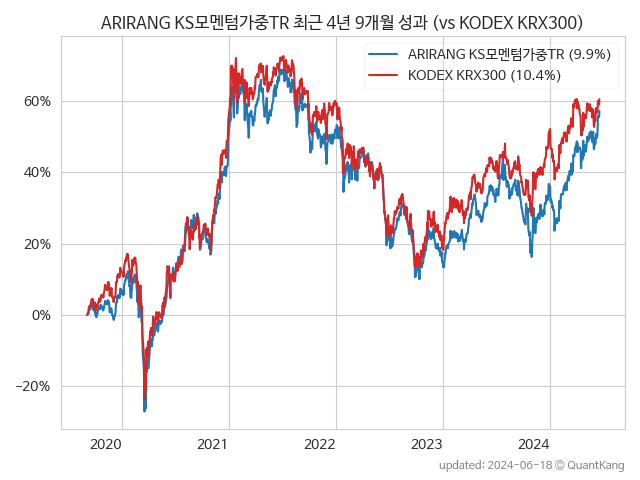 ARIRANG KS모멘텀가중TR 최근 4년 9개월 성과 (vs KODEX KRX300)
ARIRANG KS모멘텀가중TR (9.9%)
KODEX KRX300 (10.4%)
60%
40%
20%
0%
−20%
2020 2021 2022 2023 2024
updated: 2024-06-18 © QuantKang